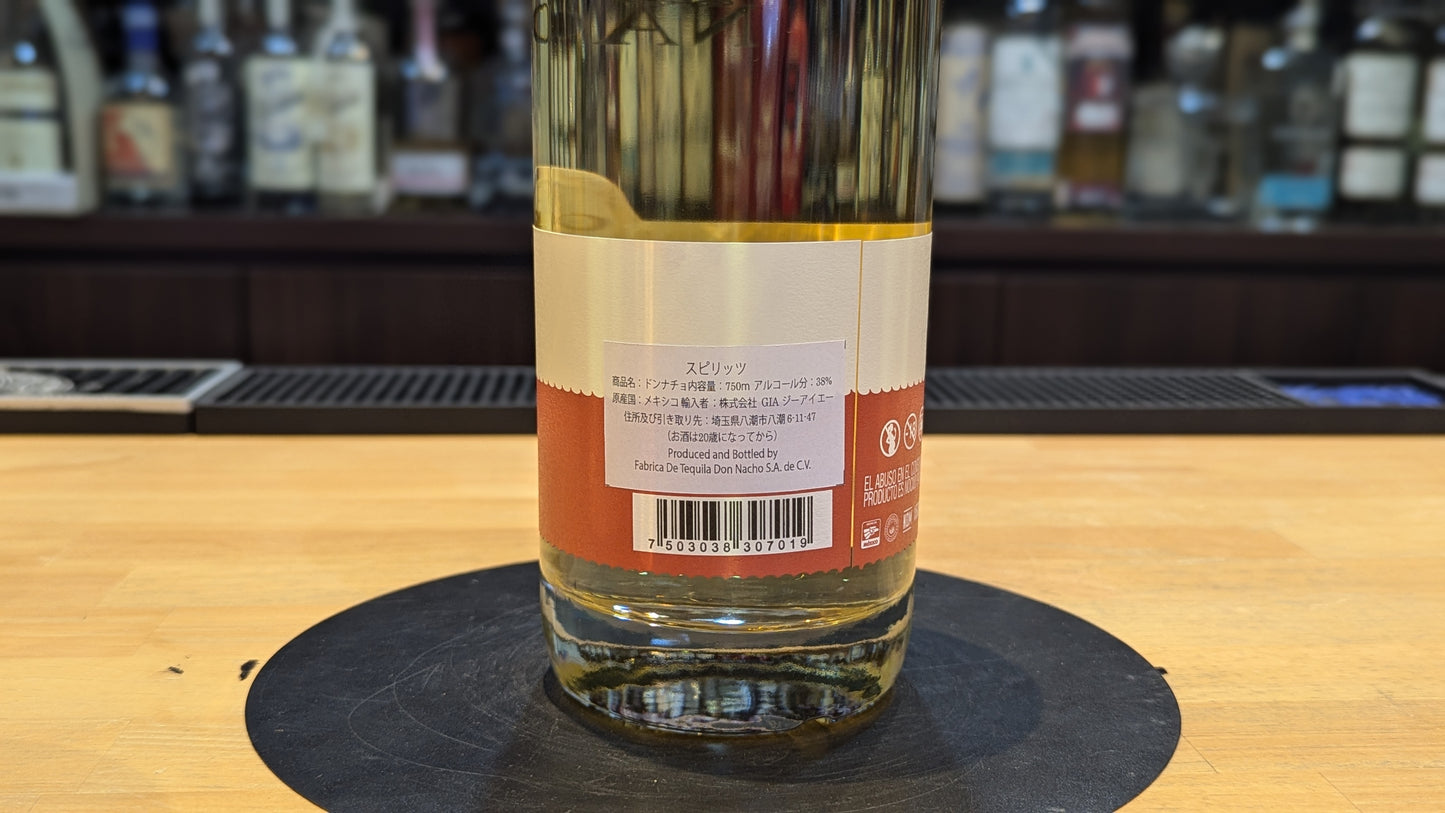 スピリッツ
商品名：ドンナチョ内容量：750m アルコール分：38%
原産国：メキシコ 輸入者：株式会社 GIA ジーアイエー
住所及び引き取り先：埼玉県八潮市八潮 6-11-47
（お酒は20歳になってから）
Produced and Bottled by
Fabrica De Tequila Don Nacho S.A. de C.V.
7 503038 307019
EL ABUSO EN EL
PRODUCTO ES